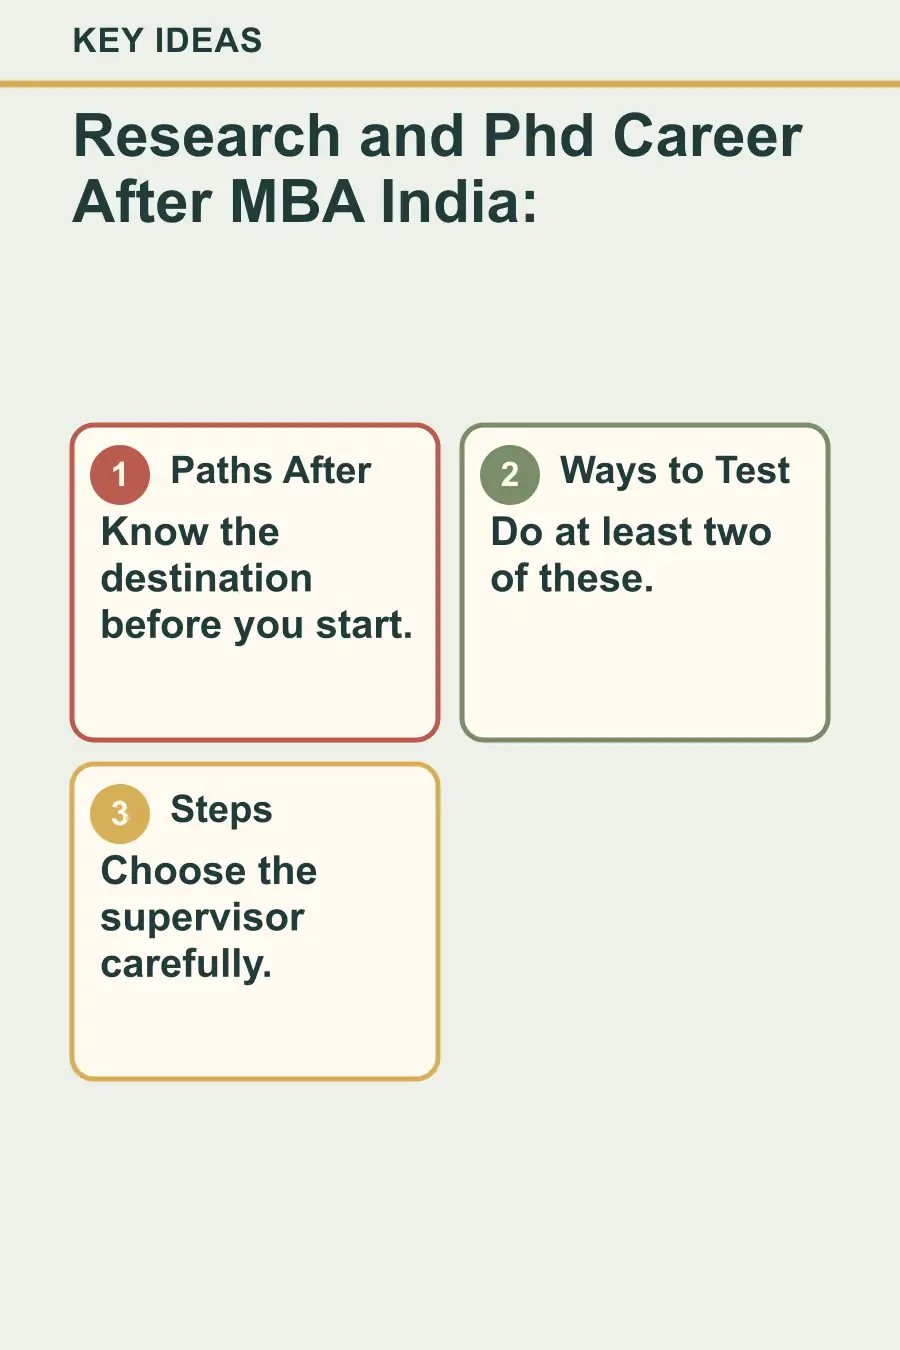 KEY IDEAS
Research and Phd Career
After MBA India:
1 Paths After
Know the
destination
before you start.
2 Ways to Test
Do at least two
of these.
3 Steps
Choose the
supervisor
carefully.